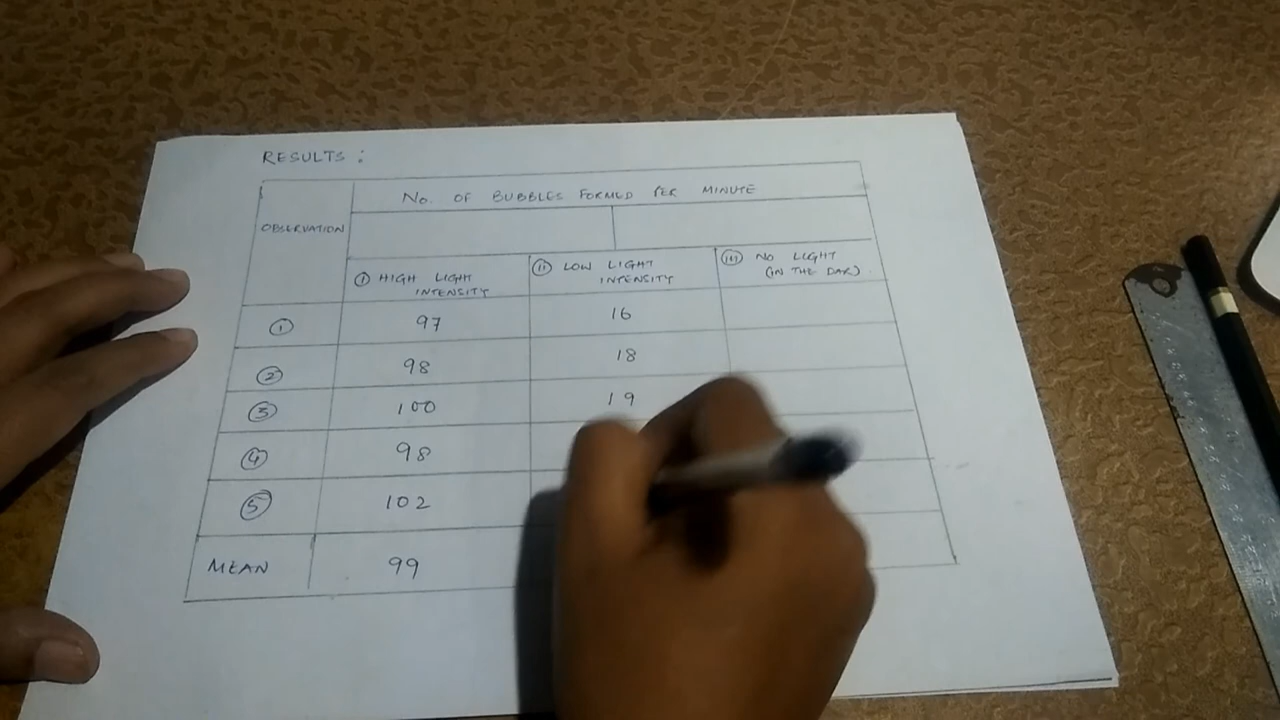 RESULTS :
No. OF BUBBLES FORMED PER MINUTE
OBSERVATION
(i) HIGH LIGHT
INTENSITY
(ii) LOW LIGHT
INTENSITY
(iii) NO LIGHT
(IN THE DARK)
① 97 16
② 98 18
③ 100 19
④ 98
⑤ 102
MEAN 99